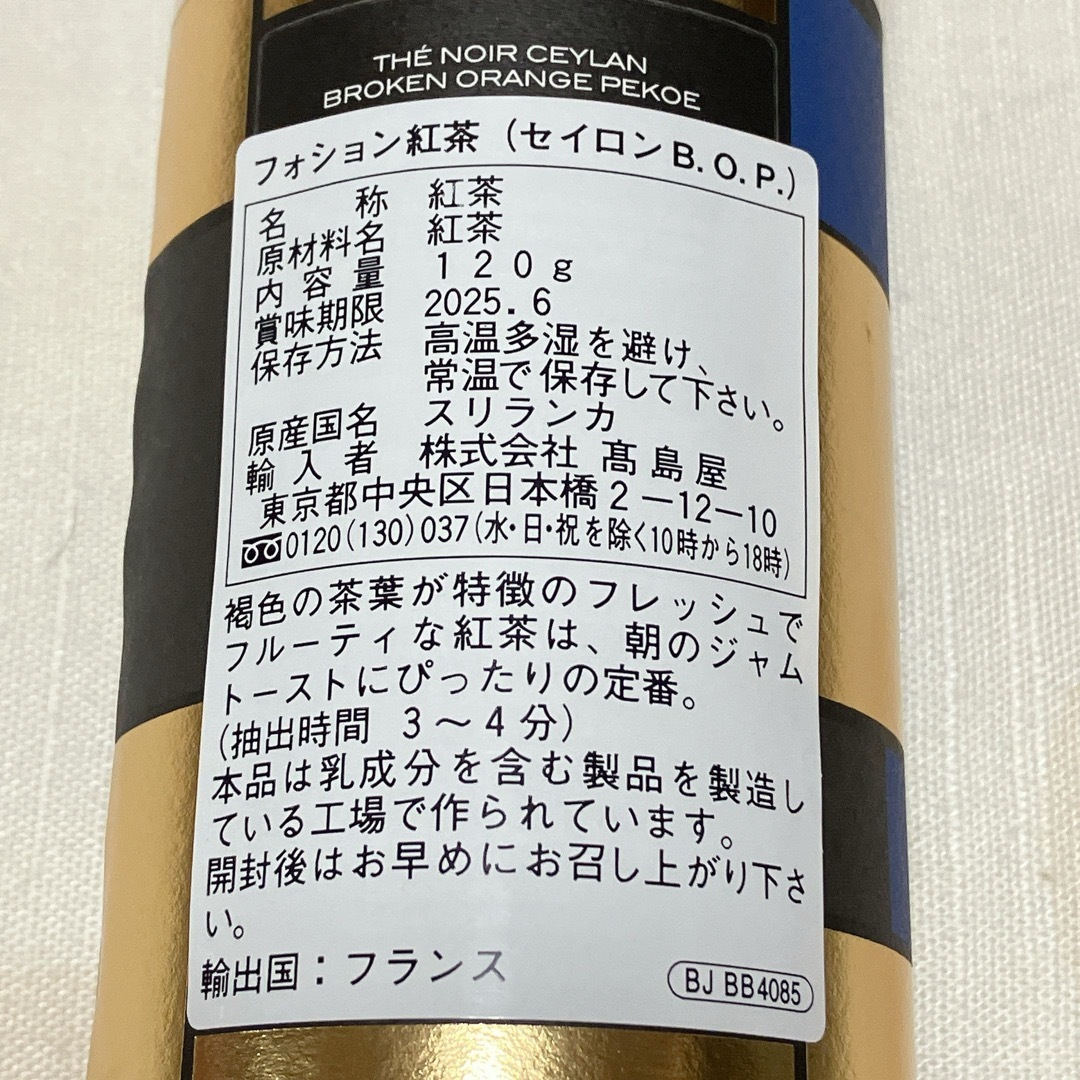 THÉ NOIR CEYLAN
BROKEN ORANGE PEKOE
フォション紅茶（セイロンB.O.P.）
名称 紅茶
原材料名 紅茶
内容量 120g
賞味期限 2025.6
保存方法 高温多湿を避け、
常温で保存して下さい。
原産国名 スリランカ
輸入者 株式会社 髙島屋
東京都中央区日本橋2－12－10
0120(130)037(水・日・祝を除く10時から18時)
褐色の茶葉が特徴のフレッシュで
フルーティな紅茶は、朝のジャム
トーストにぴったりの定番。
(抽出時間 3～4分)
本品は乳成分を含む製品を製造し
ている工場で作られています。
開封後はお早めにお召し上がり下さ
い。
輸出国：フランス
BJ BB4085